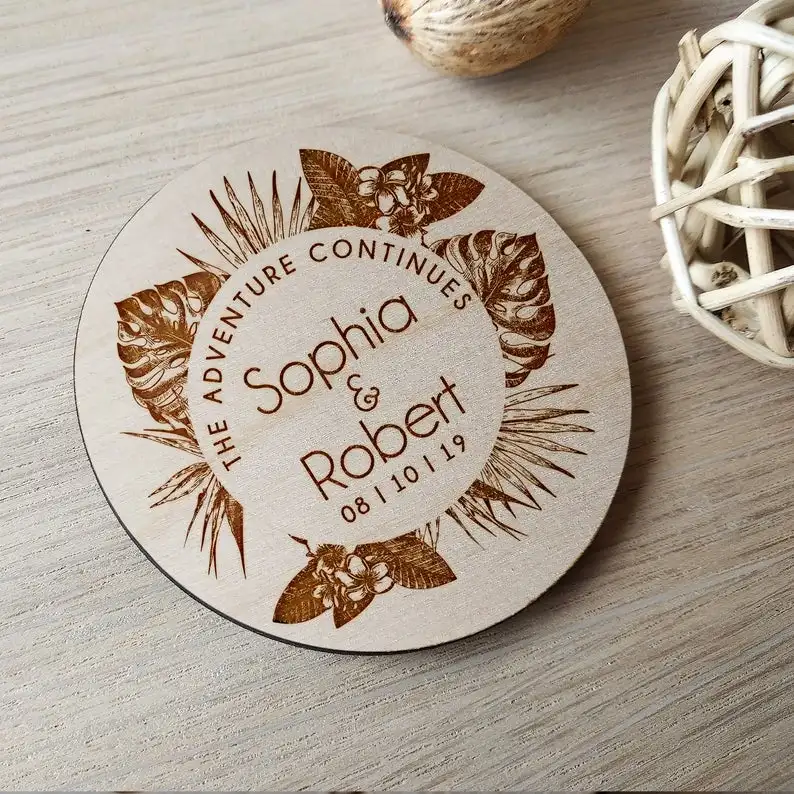 THE ADVENTURE CONTINUES
Sophia
&
Robert
08 | 10 | 19